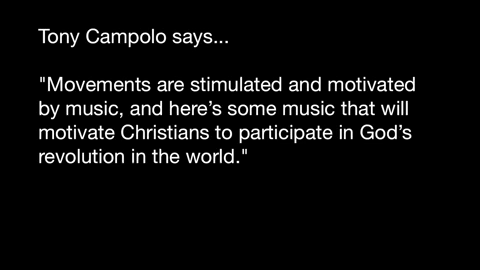 Tony Campolo says...
"Movements are stimulated and motivated
by music, and here’s some music that will
motivate Christians to participate in God’s
revolution in the world."